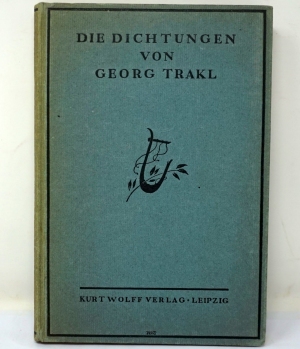 DIE DICHTUNGEN
VON
GEORG TRAKL
KURT WOLFF VERLAG · LEIPZIG